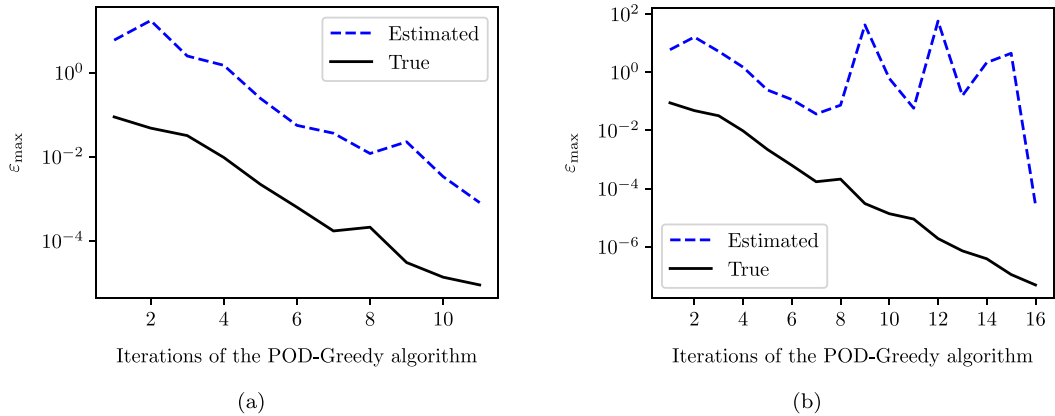 10^0
10^-2
10^-4
ε_max
Estimated
True
2 4 6 8 10
Iterations of the POD-Greedy algorithm
(a)
10^2
10^0
10^-2
10^-4
10^-6
ε_max
Estimated
True
2 4 6 8 10 12 14 16
Iterations of the POD-Greedy algorithm
(b)